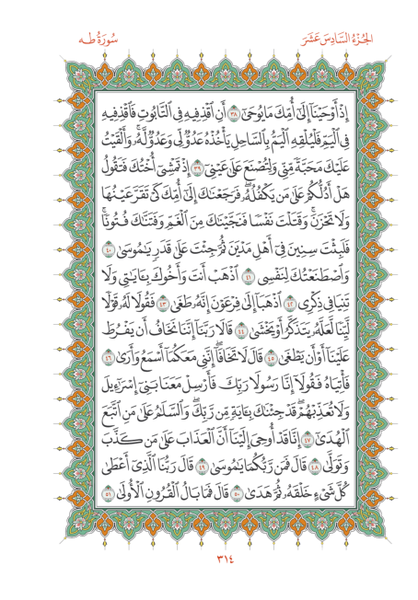 الجُزْءُ السَّادِسَ عَشَرَ
سُورَةُ طٰه
إِذْ أَوْحَيْنَآ إِلَىٰٓ أُمِّكَ مَا يُوحَىٰٓ ٣٨ أَنِ ٱقْذِفِيهِ فِى ٱلتَّابُوتِ فَٱقْذِفِيهِ
فِى ٱلْيَمِّ فَلْيُلْقِهِ ٱلْيَمُّ بِٱلسَّاحِلِ يَأْخُذْهُ عَدُوٌّ لِّى وَعَدُوٌّ لَّهُۥ ۚ وَأَلْقَيْتُ
عَلَيْكَ مَحَبَّةً مِّنِّى وَلِتُصْنَعَ عَلَىٰ عَيْنِىٓ ٣٩ إِذْ تَمْشِىٓ أُخْتُكَ فَتَقُولُ
هَلْ أَدُلُّكُمْ عَلَىٰ مَن يَكْفُلُهُۥ ۖ فَرَجَعْنَٰكَ إِلَىٰٓ أُمِّكَ كَىْ تَقَرَّ عَيْنُهَا
وَلَا تَحْزَنَ ۚ وَقَتَلْتَ نَفْسًا فَنَجَّيْنَٰكَ مِنَ ٱلْغَمِّ وَفَتَنَّٰكَ فُتُونًا ۚ
فَلَبِثْتَ سِنِينَ فِىٓ أَهْلِ مَدْيَنَ ثُمَّ جِئْتَ عَلَىٰ قَدَرٍ يَٰمُوسَىٰ ٤٠
وَٱصْطَنَعْتُكَ لِنَفْسِى ٤١ ٱذْهَبْ أَنتَ وَأَخُوكَ بِـَٔايَٰتِى وَلَا
تَنِيَا فِى ذِكْرِى ٤٢ ٱذْهَبَآ إِلَىٰ فِرْعَوْنَ إِنَّهُۥ طَغَىٰ ٤٣ فَقُولَا لَهُۥ قَوْلًا
لَّيِّنًا لَّعَلَّهُۥ يَتَذَكَّرُ أَوْ يَخْشَىٰ ٤٤ قَالَا رَبَّنَآ إِنَّنَا نَخَافُ أَن يَفْرُطَ
عَلَيْنَآ أَوْ أَن يَطْغَىٰ ٤٥ قَالَ لَا تَخَافَآ ۖ إِنَّنِى مَعَكُمَآ أَسْمَعُ وَأَرَىٰ ٤٦
فَأْتِيَاهُ فَقُولَآ إِنَّا رَسُولَا رَبِّكَ فَأَرْسِلْ مَعَنَا بَنِىٓ إِسْرَٰٓءِيلَ
وَلَا تُعَذِّبْهُمْ ۖ قَدْ جِئْنَٰكَ بِـَٔايَةٍ مِّن رَّبِّكَ ۖ وَٱلسَّلَٰمُ عَلَىٰ مَنِ ٱتَّبَعَ
ٱلْهُدَىٰٓ ٤٧ إِنَّا قَدْ أُوحِىَ إِلَيْنَآ أَنَّ ٱلْعَذَابَ عَلَىٰ مَن كَذَّبَ
وَتَوَلَّىٰ ٤٨ قَالَ فَمَن رَّبُّكُمَا يَٰمُوسَىٰ ٤٩ قَالَ رَبُّنَا ٱلَّذِىٓ أَعْطَىٰ
كُلَّ شَىْءٍ خَلْقَهُۥ ثُمَّ هَدَىٰ ٥٠ قَالَ فَمَا بَالُ ٱلْقُرُونِ ٱلْأُولَىٰ ٥١
٣١٤